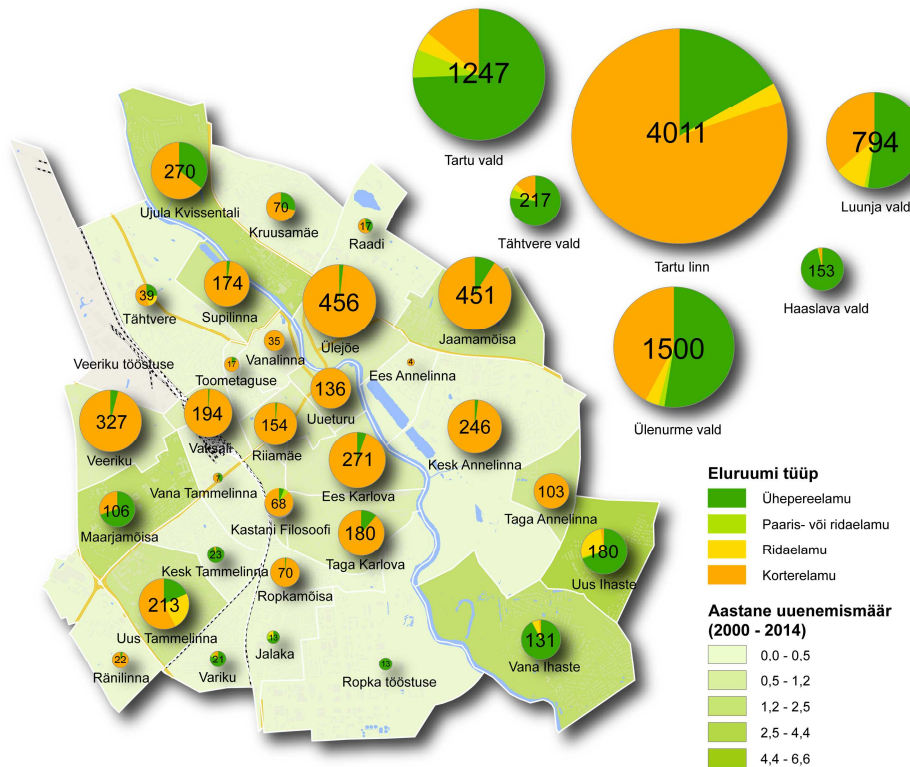 1247
Tartu vald
4011
Tartu linn
794
Luunja vald
217
Tähtvere vald
153
Haaslava vald
1500
Ülenurme vald
270
Ujula Kvissentali
70
Kruusamäe
17
Raadi
39
Tähtvere
174
Supilinna
456
Ülejõe
451
Jaamamõisa
35
Vanalinna
Veeriku tööstuse
17
Toometaguse
4
Ees Annelinna
136
Uueturu
327
Veeriku
194
Vaksali
154
Riiamäe
246
Kesk Annelinna
271
Ees Karlova
7
Vana Tammelinna
103
Taga Annelinna
106
Maarjamõisa
68
Kastani Filosoofi
180
Taga Karlova
23
Kesk Tammelinna
180
Uus Ihaste
70
Ropkamõisa
213
Uus Tammelinna
131
Vana Ihaste
13
Jalaka
22
Ränilinna
21
Variku
13
Ropka tööstuse
Eluruumi tüüp
Ühepereelamu
Paaris- või ridaelamu
Ridaelamu
Korterelamu
Aastane uuenemismäär
(2000 - 2014)
0,0 - 0,5
0,5 - 1,2
1,2 - 2,5
2,5 - 4,4
4,4 - 6,6